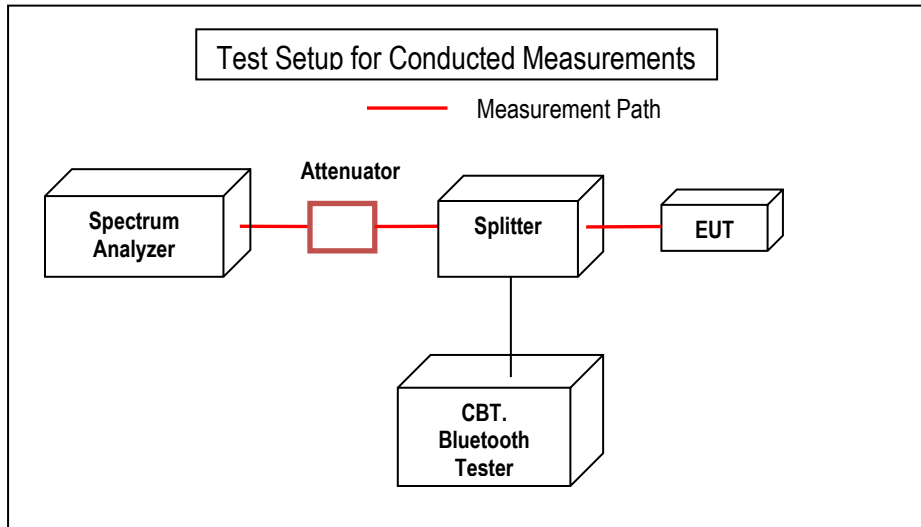 Test Setup for Conducted Measurements
Measurement Path
Attenuator
Spectrum
Analyzer
Splitter
EUT
CBT.
Bluetooth
Tester